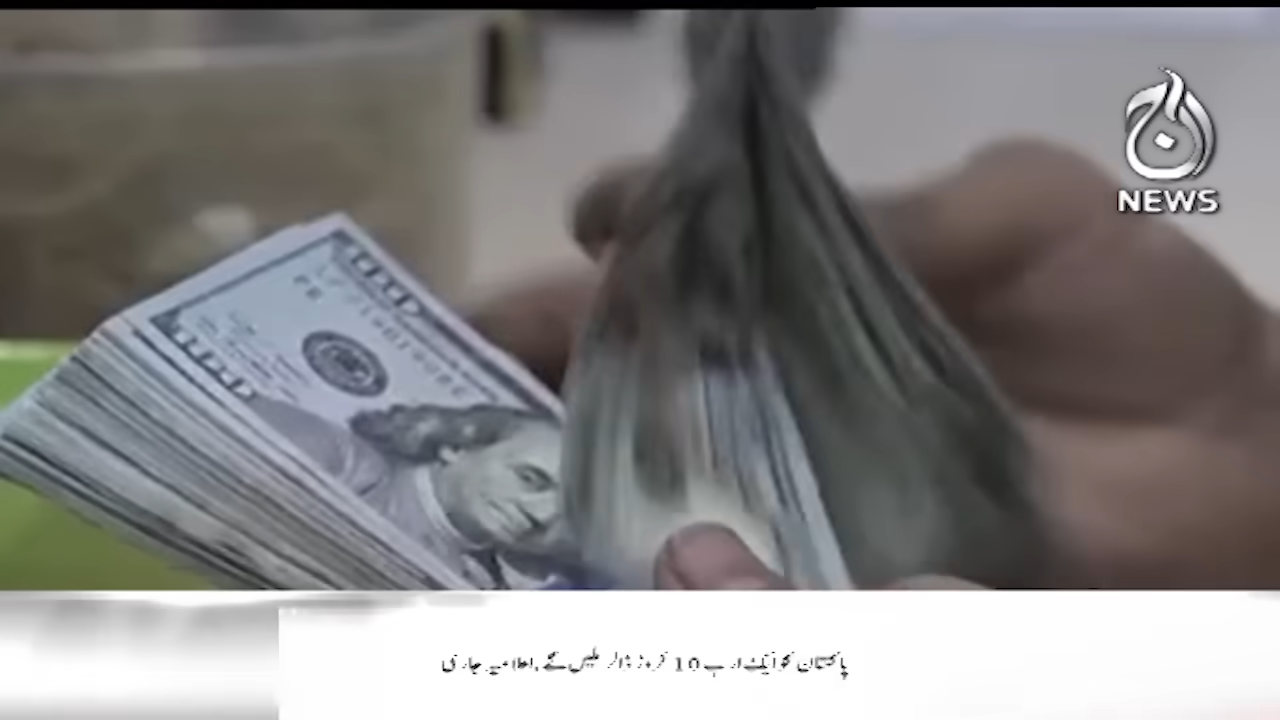 آج
NEWS
پاکستان کو ایک ارب 10 کروڑ ڈالر ملیں گے، اعلامیہ جاری